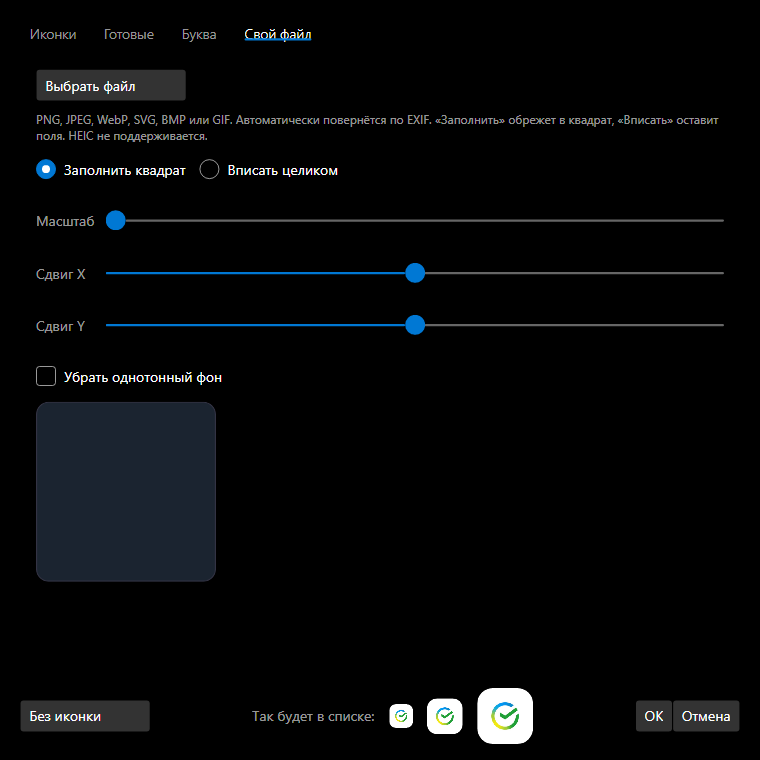 Иконки Готовые Буква Свой файл
Выбрать файл
PNG, JPEG, WebP, SVG, BMP или GIF. Автоматически повернётся по EXIF. «Заполнить» обрежет в квадрат, «Вписать» оставит
поля. HEIC не поддерживается.
Заполнить квадрат Вписать целиком
Масштаб
Сдвиг X
Сдвиг Y
Убрать однотонный фон
Без иконки Так будет в списке: OK Отмена